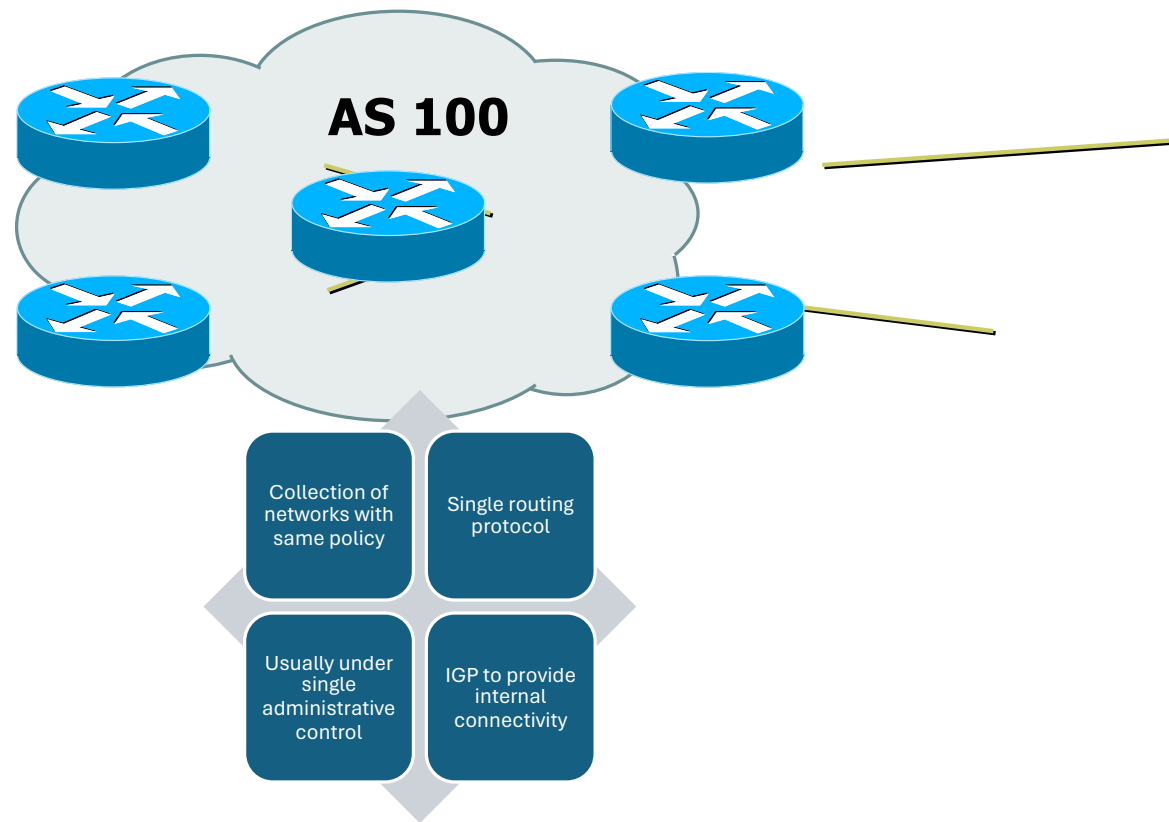 AS 100
Collection of
networks with
same policy
Single routing
protocol
Usually under
single
administrative
control
IGP to provide
internal
connectivity